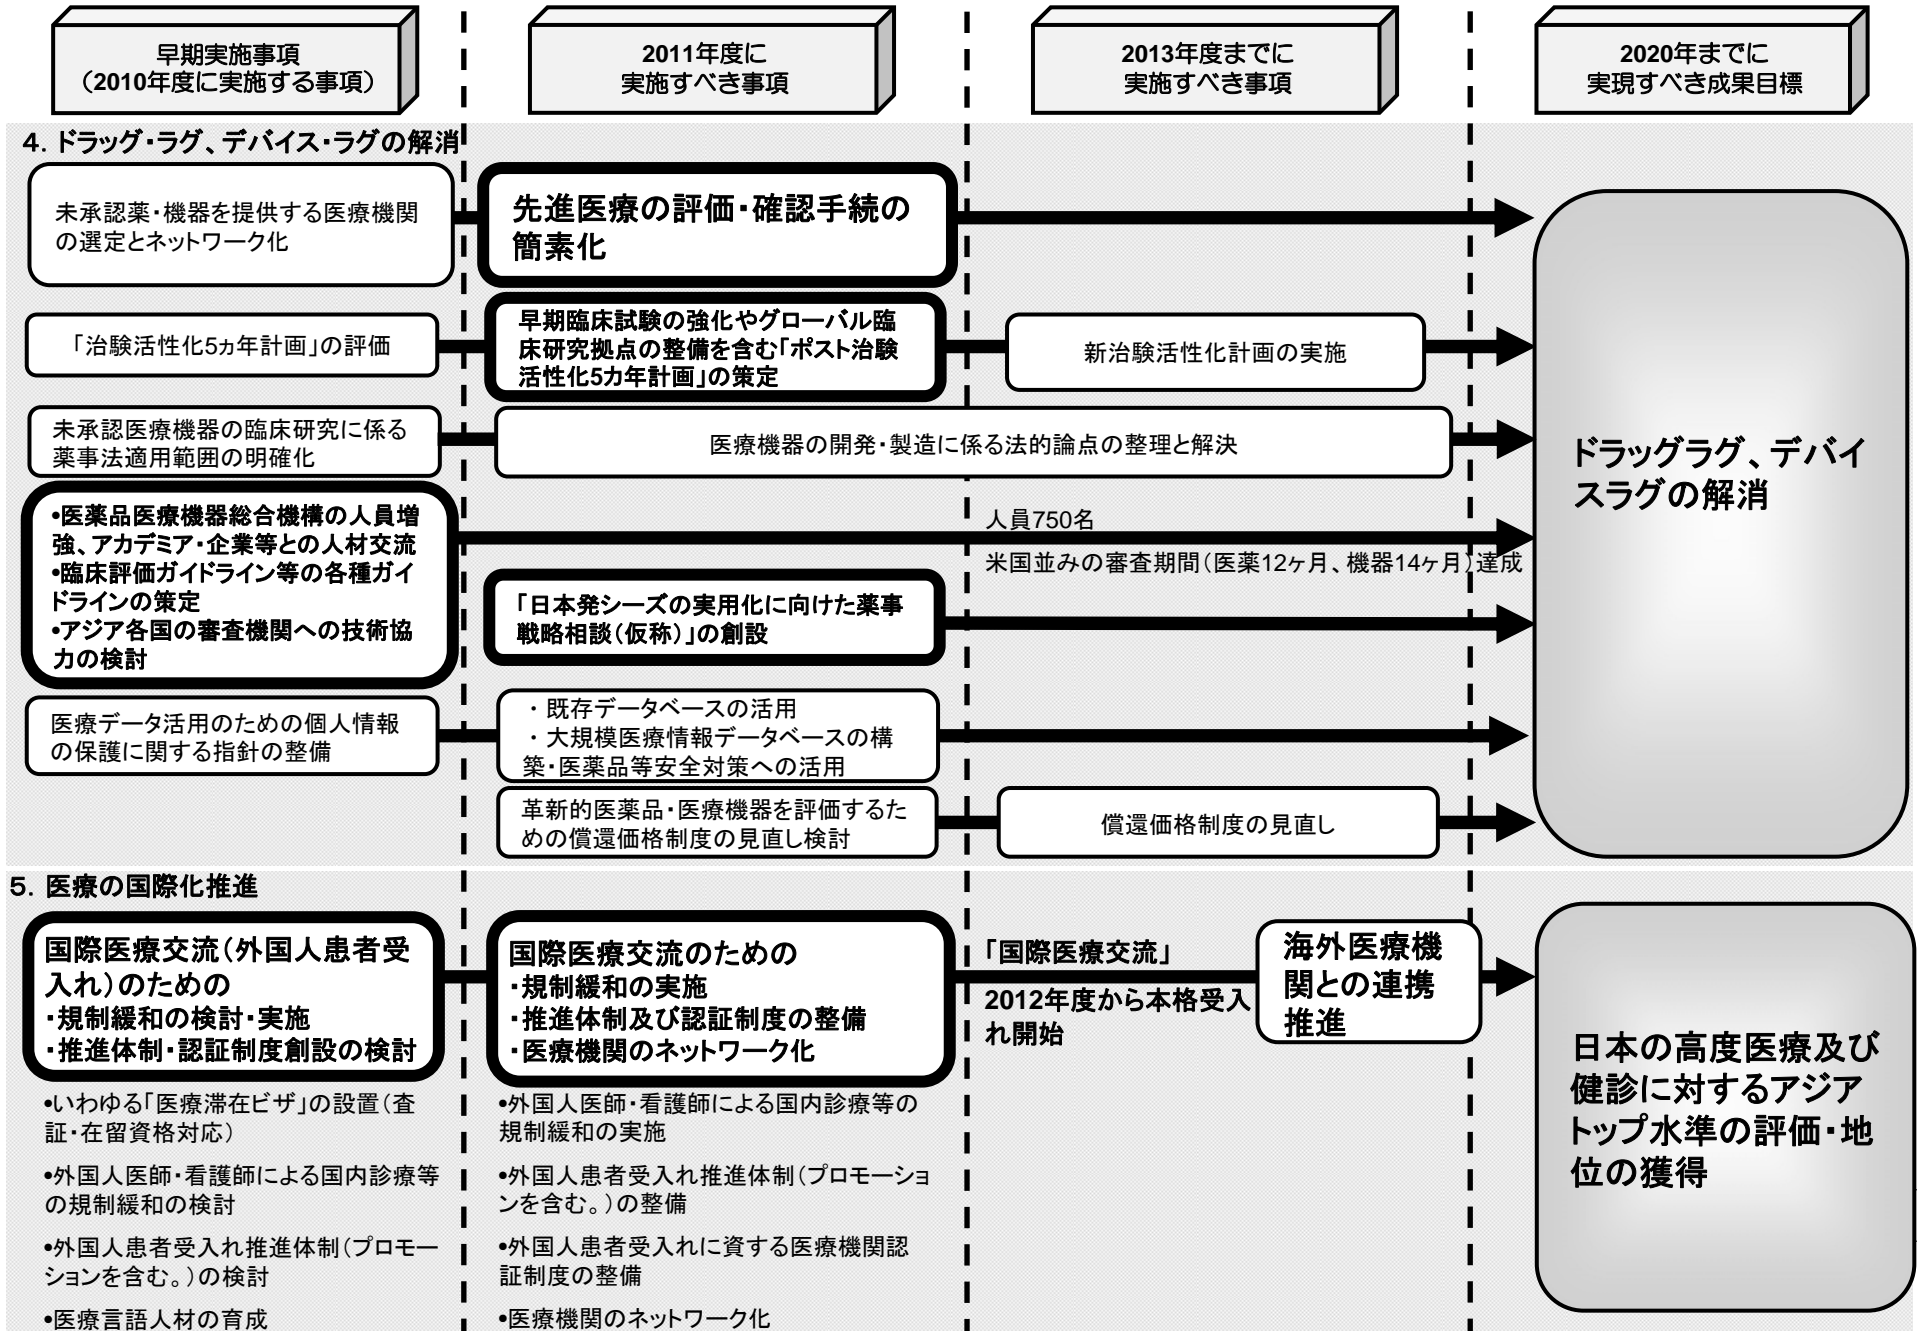 早期実施事項
（2010年度に実施する事項）
2011年度に
実施すべき事項
2013年度までに
実施すべき事項
2020年までに
実現すべき成果目標
４．ドラッグ・ラグ、デバイス・ラグの解消
未承認薬・機器を提供する医療機関
の選定とネットワーク化
先進医療の評価・確認手続の
簡素化
「治験活性化5ヵ年計画」の評価
早期臨床試験の強化やグローバル臨
床研究拠点の整備を含む「ポスト治験
活性化5カ年計画」の策定
新治験活性化計画の実施
未承認医療機器の臨床研究に係る
薬事法適用範囲の明確化
医療機器の開発・製造に係る法的論点の整理と解決
•医薬品医療機器総合機構の人員増
強、アカデミア・企業等との人材交流
•臨床評価ガイドライン等の各種ガイ
ドラインの策定
•アジア各国の審査機関への技術協
力の検討
人員750名
米国並みの審査期間（医薬12ヶ月、機器14ヶ月）達成
「日本発シーズの実用化に向けた薬事
戦略相談（仮称）」の創設
医療データ活用のための個人情報
の保護に関する指針の整備
・ 既存データベースの活用
・ 大規模医療情報データベースの構
築・医薬品等安全対策への活用
革新的医薬品・医療機器を評価するた
めの償還価格制度の見直し検討
償還価格制度の見直し
ドラッグラグ、デバイ
スラグの解消
５．医療の国際化推進
国際医療交流（外国人患者受
入れ）のための
・規制緩和の検討・実施
・推進体制・認証制度創設の検討
国際医療交流のための
・規制緩和の実施
・推進体制及び認証制度の整備
・医療機関のネットワーク化
「国際医療交流」
2012年度から本格受入
れ開始
海外医療機
関との連携
推進
日本の高度医療及び
健診に対するアジア
トップ水準の評価・地
位の獲得
•いわゆる「医療滞在ビザ」の設置（査
証・在留資格対応）
•外国人医師・看護師による国内診療等
の規制緩和の検討
•外国人患者受入れ推進体制（プロモー
ションを含む。）の検討
•医療言語人材の育成
•外国人医師・看護師による国内診療等の
規制緩和の実施
•外国人患者受入れ推進体制（プロモーショ
ンを含む。）の整備
•外国人患者受入れに資する医療機関認
証制度の整備
•医療機関のネットワーク化